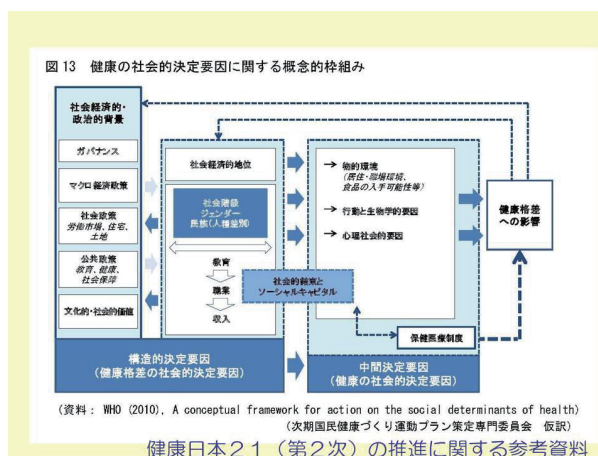 図13 健康の社会的決定要因に関する概念的枠組み
社会経済的・
政治的背景
ガバナンス
マクロ経済政策
社会政策
労働市場、住宅、
土地
公共政策
教育、健康、
社会保障
文化的・社会的価値
社会経済的地位
社会階段
ジェンダー
民族(人種差別)
教育
職業
収入
構造的決定要因
(健康格差の社会的決定要因)
社会的結束と
ソーシャルキャピタル
→ 物的環境
(居住・職場環境、
食品の入手可能性等)
→ 行動と生物学的要因
→ 心理社会的要因
保健医療制度
中間決定要因
(健康の社会的決定要因)
健康格差
への影響
(資料: WHO (2010), A conceptual framework for action on the social determinants of health)
(次期国民健康づくり運動プラン策定専門委員会 仮訳)
健康日本21(第2次)の推進に関する参考資料